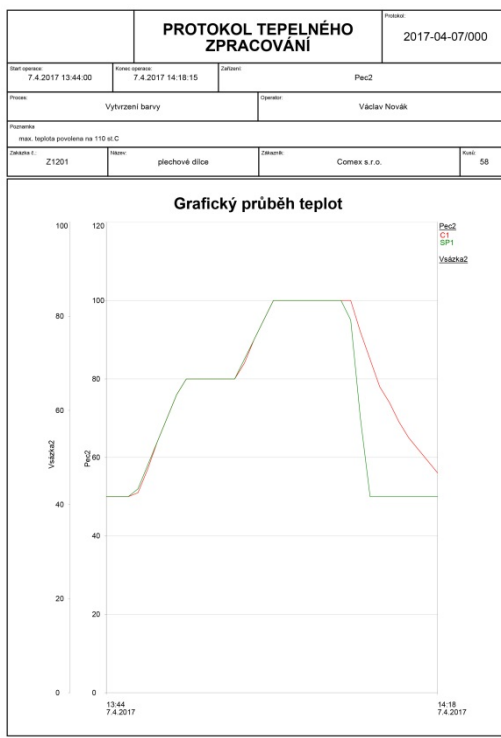 PROTOKOL TEPELNÉHO
ZPRACOVÁNÍ
Protokol:
2017-04-07/000
Start operace:
7.4.2017 13:44:00
Konec operace:
7.4.2017 14:18:15
Zařízení:
Pec2
Proces:
Vytvrzení barvy
Operátor:
Václav Novák
Poznámka
max. teplota povolena na 110 st.C
Zakázka č.:
Z1201
Název:
plechové dílce
Zákazník:
Comex s.r.o.
Kusů:
58
Grafický průběh teplot
100
80
60
40
20
0
Vsázka2
120
100
80
60
40
20
0
Pec2
Pec2
C1
SP1
Vsázka2
13:44
7.4.2017
14:18
7.4.2017